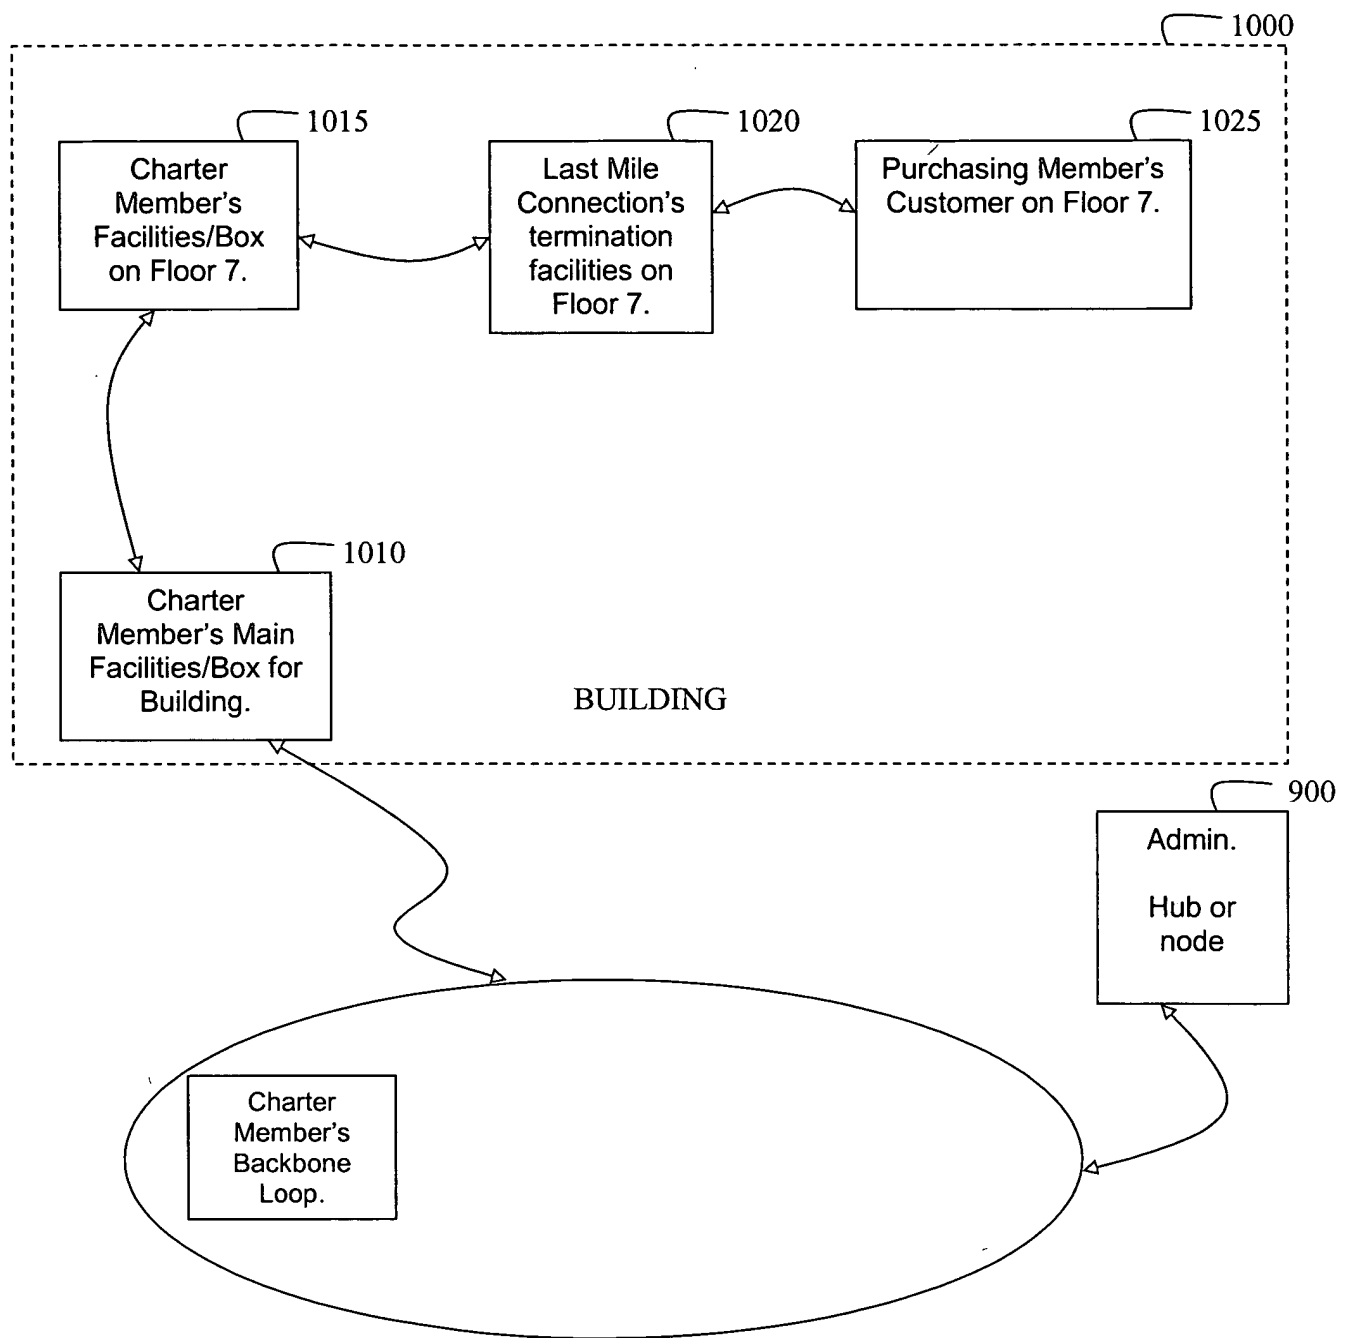 1000
1015
Charter
Member's
Facilities/Box
on Floor 7.
1020
Last Mile
Connection's
termination
facilities on
Floor 7.
1025
Purchasing Member's
Customer on Floor 7.
1010
Charter
Member's Main
Facilities/Box for
Building.
BUILDING
900
Admin.
Hub or
node
Charter
Member's
Backbone
Loop.